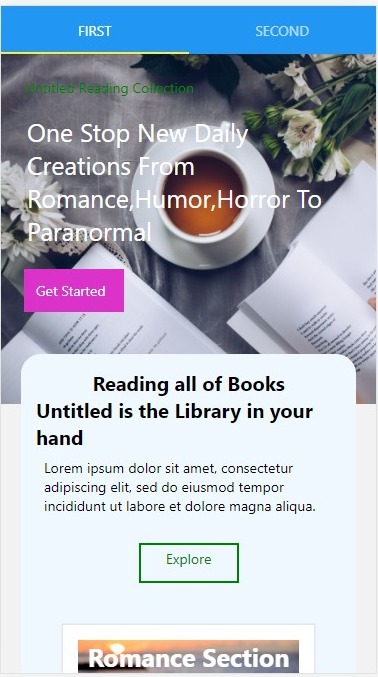 FIRST
SECOND
Untitled Reading Collection
One Stop New Daily
Creations From
Romance,Humor,Horror To
Paranormal
Get Started
Reading all of Books
Untitled is the Library in your
hand
Lorem ipsum dolor sit amet, consectetur
adipiscing elit, sed do eiusmod tempor
incididunt ut labore et dolore magna aliqua.
Explore
Romance Section